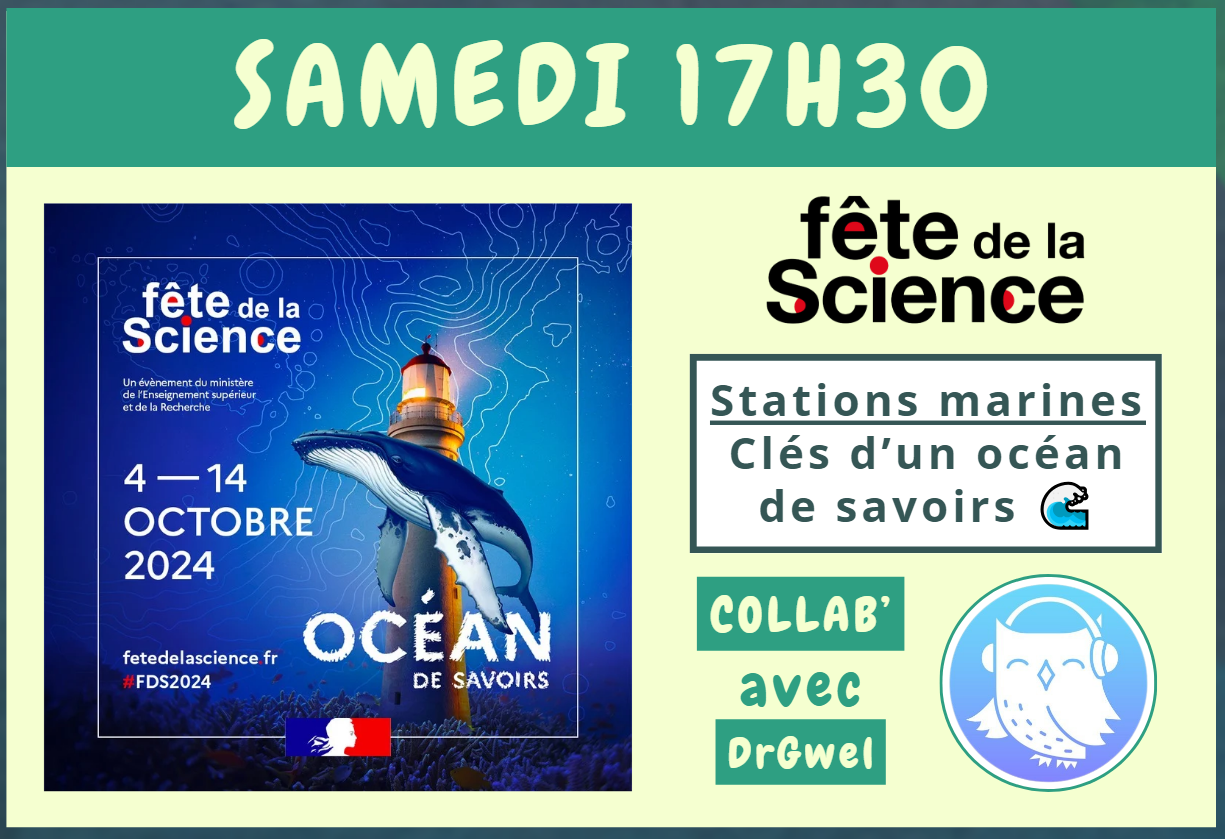 SAMEDI 17H30
fête de la
Science
Un évènement du ministère
de l'Enseignement supérieur
et de la Recherche
4 — 14
OCTOBRE
2024
OCÉAN
DE SAVOIRS
fetedelascience.fr
#FDS2024
fête de la
Science
Stations marines
Clés d'un océan
de savoirs 🌊
COLLAB'
avec
DrGwel